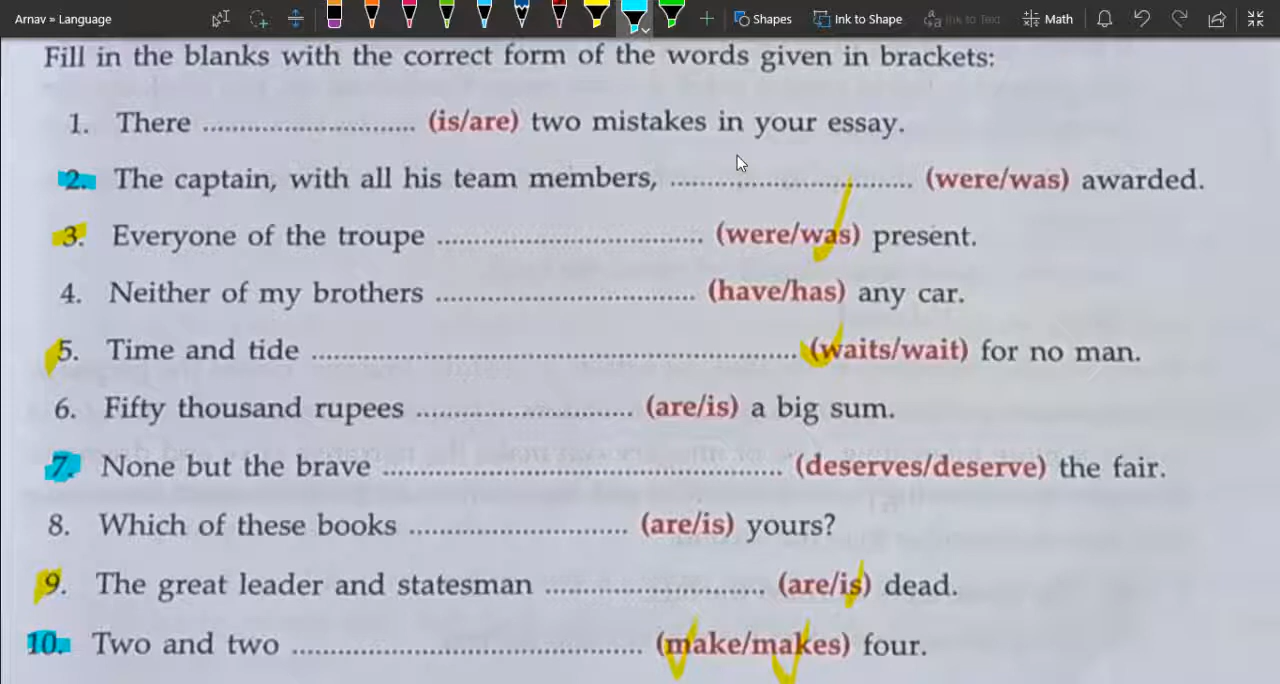 Arnav » Language
Shapes
Ink to Shape
Ink to Text
Math
Fill in the blanks with the correct form of the words given in brackets:
1. There ........................... (is/are) two mistakes in your essay.
2. The captain, with all his team members, ............................... (were/was) awarded.
3. Everyone of the troupe .................................. (were/was) present.
4. Neither of my brothers .................................. (have/has) any car.
5. Time and tide ............................................................... (waits/wait) for no man.
6. Fifty thousand rupees ............................ (are/is) a big sum.
7. None but the brave .................................................... (deserves/deserve) the fair.
8. Which of these books ............................. (are/is) yours?
9. The great leader and statesman ............................ (are/is) dead.
10. Two and two .............................................. (make/makes) four.